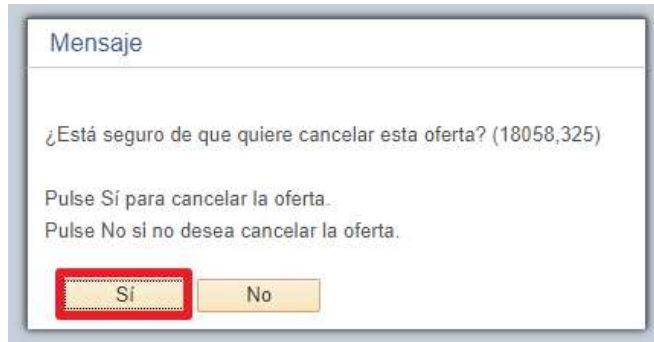 Mensaje
¿Está seguro de que quiere cancelar esta oferta? (18058,325)
Pulse Sí para cancelar la oferta.
Pulse No si no desea cancelar la oferta.
Sí No